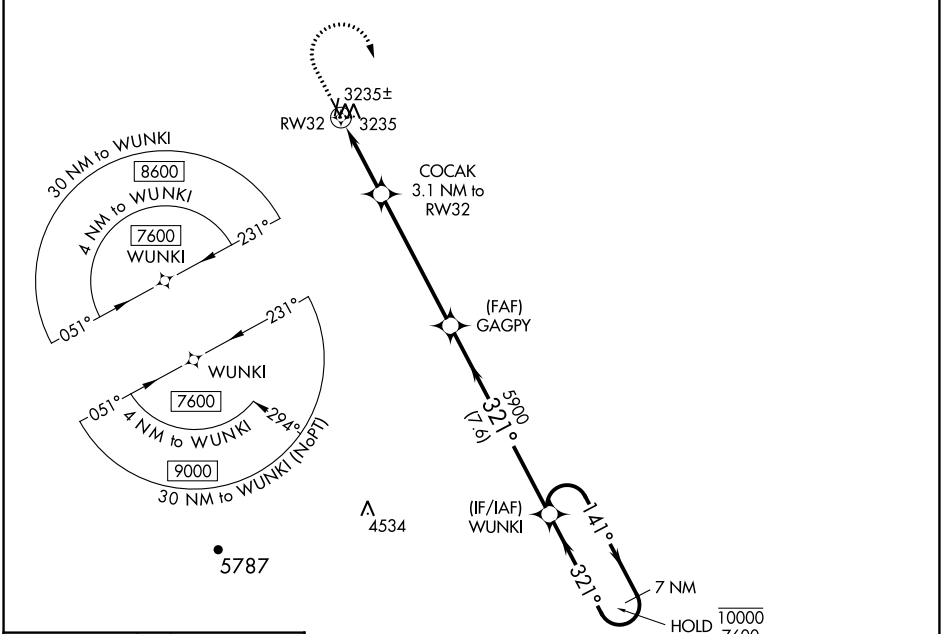 3235±
RW32
3235
COCAK
3.1 NM to
RW32
30 NM to WUNKI
8600
4 NM to WUNKI
7600
WUNKI
231°
051°
(FAF)
GAGPY
231°
WUNKI
051°
7600
4 NM to WUNKI
294°
9000
30 NM to WUNKI (NoPT)
5900
321°
(7.6)
4534
(IF/IAF)
WUNKI
141°
321°
5787
7 NM
HOLD 10000
7600